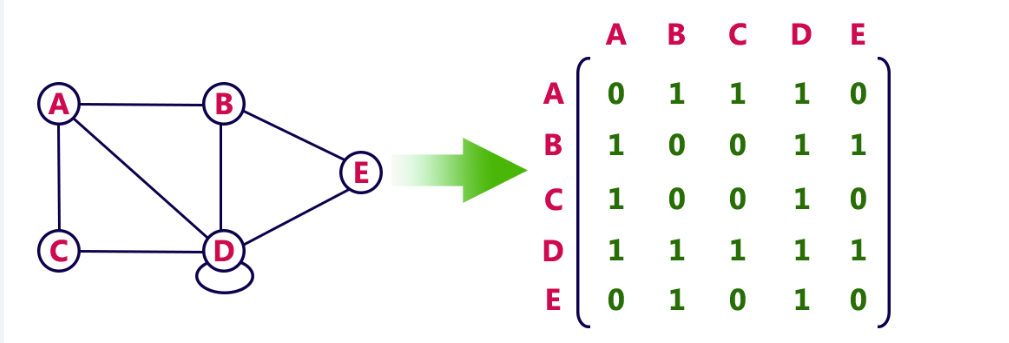 A B C D E
A B
E
C D
A 0 1 1 1 0
B 1 0 0 1 1
C 1 0 0 1 0
D 1 1 1 1 1
E 0 1 0 1 0